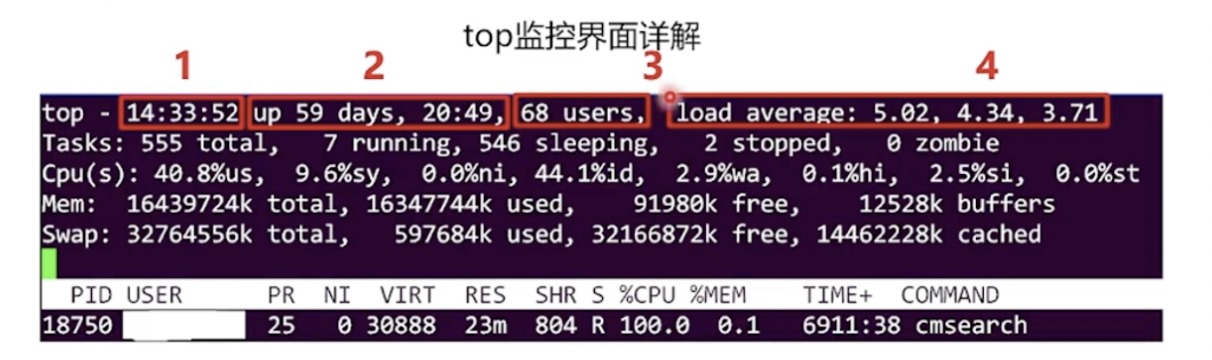 top监控界面详解
1 2 3 4
top - 14:33:52 up 59 days, 20:49, 68 users, load average: 5.02, 4.34, 3.71
Tasks: 555 total, 7 running, 546 sleeping, 2 stopped, 0 zombie
Cpu(s): 40.8%us, 9.6%sy, 0.0%ni, 44.1%id, 2.9%wa, 0.1%hi, 2.5%si, 0.0%st
Mem: 16439724k total, 16347744k used, 91980k free, 12528k buffers
Swap: 32764556k total, 597684k used, 32166872k free, 14462228k cached
PID USER PR NI VIRT RES SHR S %CPU %MEM TIME+ COMMAND
18750 25 0 30888 23m 804 R 100.0 0.1 6911:38 cmsearch